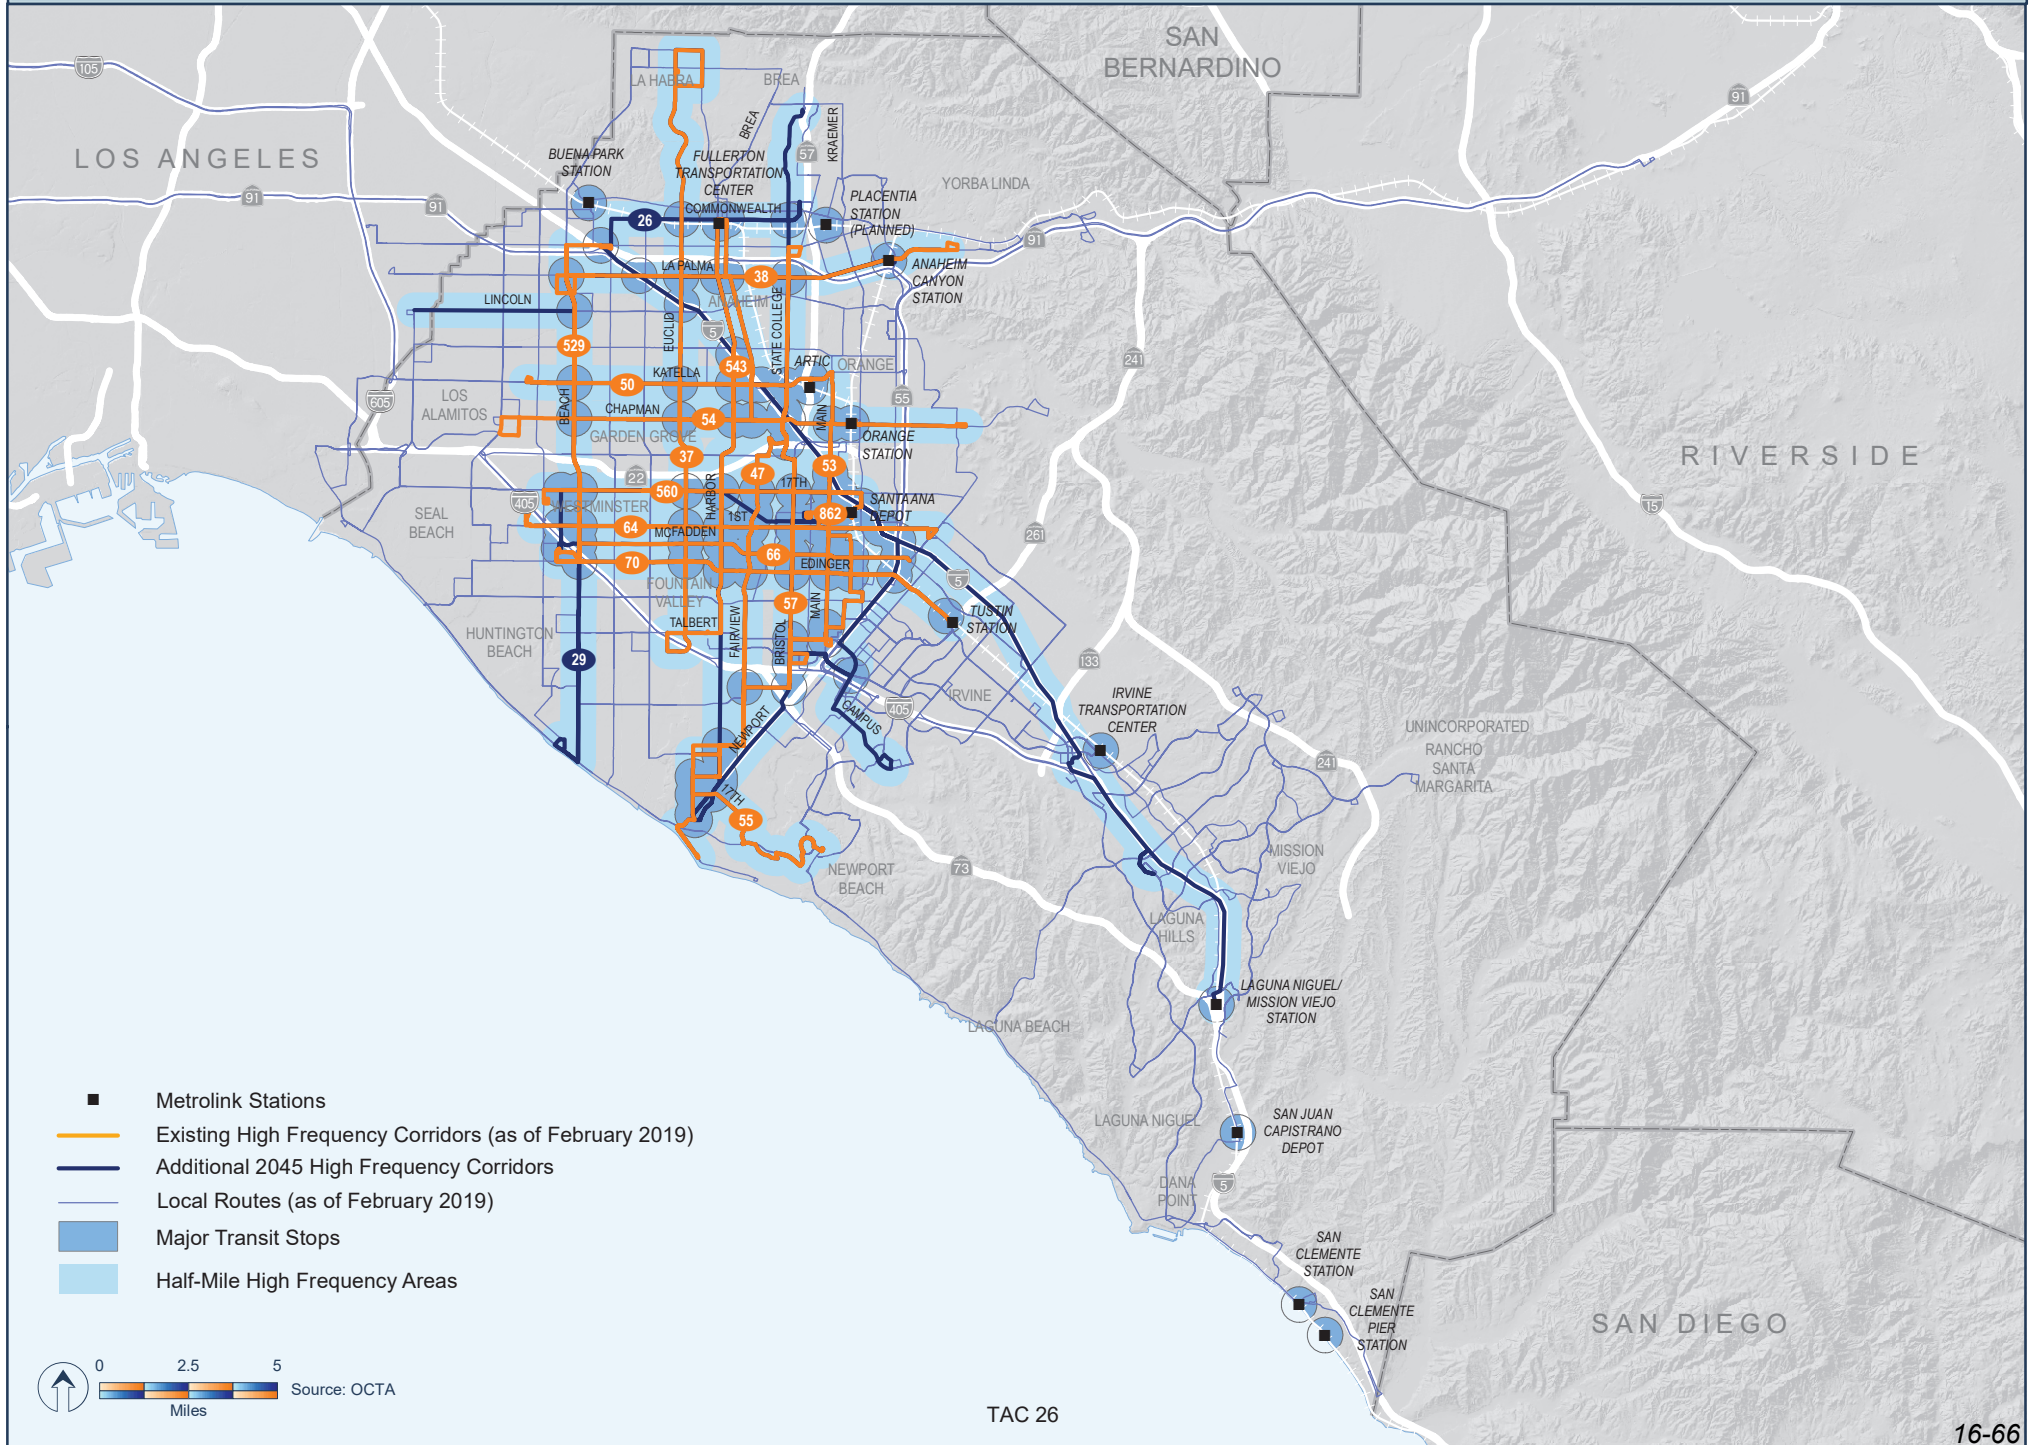 SAN
BERNARDINO
105
91
LA HABRA
BREA
BREA
KRAEMER
57
LOS ANGELES
BUENA PARK
STATION
FULLERTON
TRANSPORTATION
CENTER
YORBA LINDA
91
91
COMMONWEALTH
26
PLACENTIA
STATION
(PLANNED)
91
LA PALMA
38
ANAHEIM
CANYON
STATION
LINCOLN
ANAHEIM
EUCLID
5
STATE COLLEGE
529
543
ARTIC
ORANGE
241
KATELLA
50
LOS
ALAMITOS
605
BEACH
CHAPMAN
54
MAIN
55
GARDEN GROVE
ORANGE
STATION
RIVERSIDE
37
47
53
22
560
17TH
HARBOR
405
WESTMINSTER
SANTA ANA
DEPOT
15
SEAL
BEACH
64
1ST
862
MCFADDEN
261
70
66
EDINGER
FOUNTAIN
VALLEY
5
57
MAIN
TUSTIN
STATION
TALBERT
FAIRVIEW
BRISTOL
HUNTINGTON
BEACH
29
133
IRVINE
IRVINE
TRANSPORTATION
CENTER
405
CAMPUS
NEWPORT
UNINCORPORATED
RANCHO
SANTA
MARGARITA
241
17TH
55
MISSION
VIEJO
NEWPORT
BEACH
73
LAGUNA
HILLS
LAGUNA NIGUEL/
MISSION VIEJO
STATION
LAGUNA BEACH
LAGUNA NIGUEL
SAN JUAN
CAPISTRANO
DEPOT
DANA
POINT
5
SAN
CLEMENTE
STATION
SAN
CLEMENTE
PIER
STATION
SAN DIEGO
Metrolink Stations
Existing High Frequency Corridors (as of February 2019)
Additional 2045 High Frequency Corridors
Local Routes (as of February 2019)
Major Transit Stops
Half-Mile High Frequency Areas
0 2.5 5
Miles
Source: OCTA
TAC 26
16-66